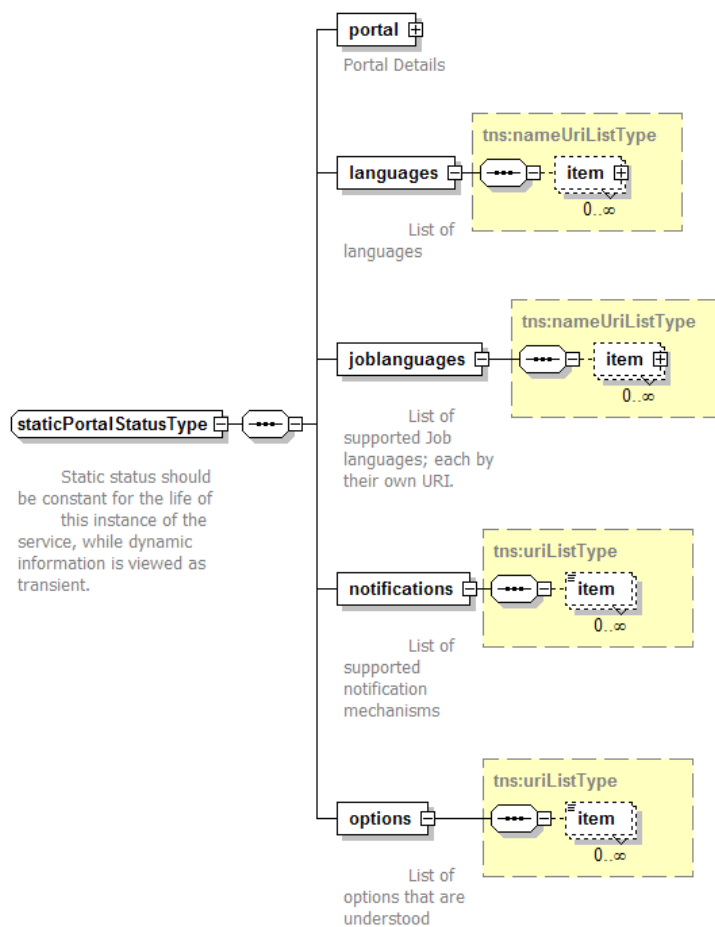 portal
Portal Details
tns:nameUriListType
languages
item
0..∞
List of
languages
tns:nameUriListType
joblanguages
item
0..∞
List of
supported Job
languages; each by
their own URI.
staticPortalStatusType
Static status should
be constant for the life of
this instance of the
service, while dynamic
information is viewed as
transient.
tns:uriListType
notifications
item
0..∞
List of
supported
notification
mechanisms
tns:uriListType
options
item
0..∞
List of
options that are
understood